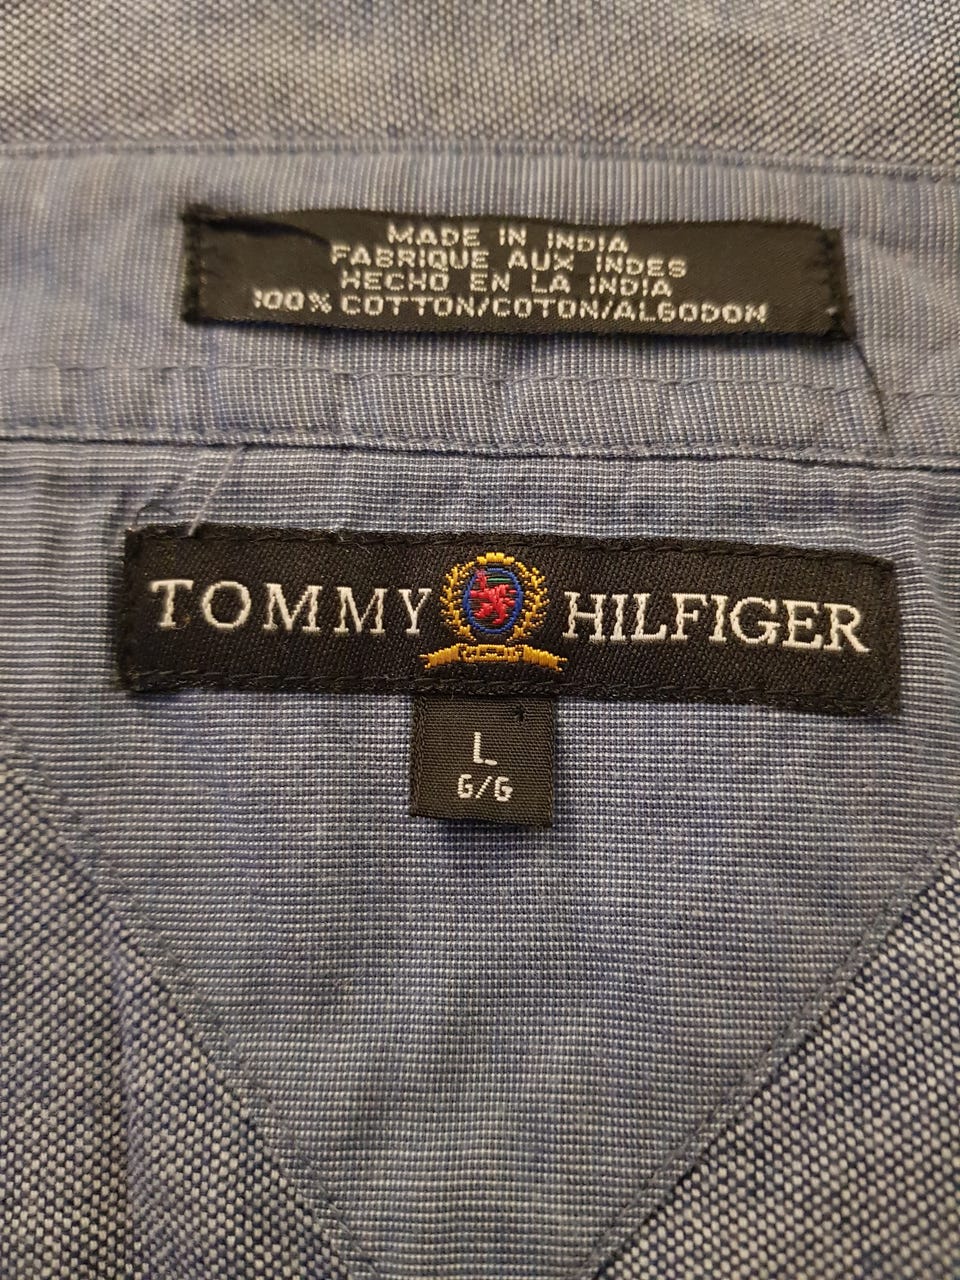 MADE IN INDIA
FABRIQUE AUX INDES
HECHO EN LA INDIA
100% COTTON/COTON/ALGODON
TOMMY HILFIGER
L
G/G